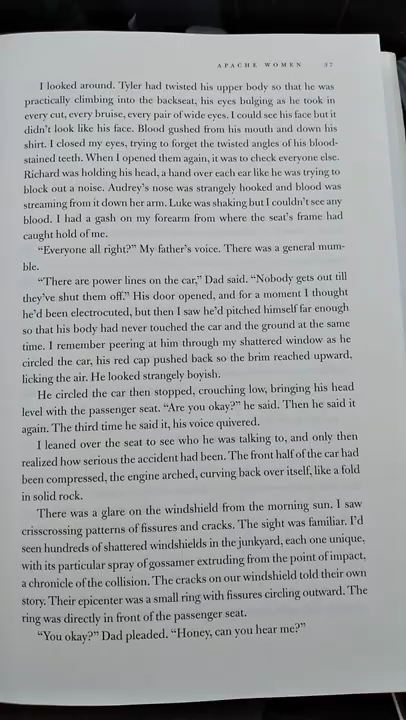 APACHE WOMEN 37
I looked around. Tyler had twisted his upper body so that he was
practically climbing into the backseat, his eyes bulging as he took in
every cut, every bruise, every pair of wide eyes. I could see his face but it
didn't look like his face. Blood gushed from his mouth and down his
shirt. I closed my eyes, trying to forget the twisted angles of his blood-
stained teeth. When I opened them again, it was to check everyone else.
Richard was holding his head, a hand over each ear like he was trying to
block out a noise. Audrey's nose was strangely hooked and blood was
streaming from it down her arm. Luke was shaking but I couldn't see any
blood. I had a gash on my forearm from where the seat's frame had
caught hold of me.
"Everyone all right?" My father's voice. There was a general mum-
ble.
"There are power lines on the car," Dad said. "Nobody gets out till
they've shut them off." His door opened, and for a moment I thought
he'd been electrocuted, but then I saw he'd pitched himself far enough
so that his body had never touched the car and the ground at the same
time. I remember peering at him through my shattered window as he
circled the car, his red cap pushed back so the brim reached upward,
licking the air. He looked strangely boyish.
He circled the car then stopped, crouching low, bringing his head
level with the passenger seat. "Are you okay?" he said. Then he said it
again. The third time he said it, his voice quivered.
I leaned over the seat to see who he was talking to, and only then
realized how serious the accident had been. The front half of the car had
been compressed, the engine arched, curving back over itself, like a fold
in solid rock.
There was a glare on the windshield from the morning sun. I saw
crisscrossing patterns of fissures and cracks. The sight was familiar. I'd
seen hundreds of shattered windshields in the junkyard, each one unique,
with its particular spray of gossamer extruding from the point of impact,
a chronicle of the collision. The cracks on our windshield told their own
story. Their epicenter was a small ring with fissures circling outward. The
ring was directly in front of the passenger seat.
"You okay?" Dad pleaded. "Honey, can you hear me?"